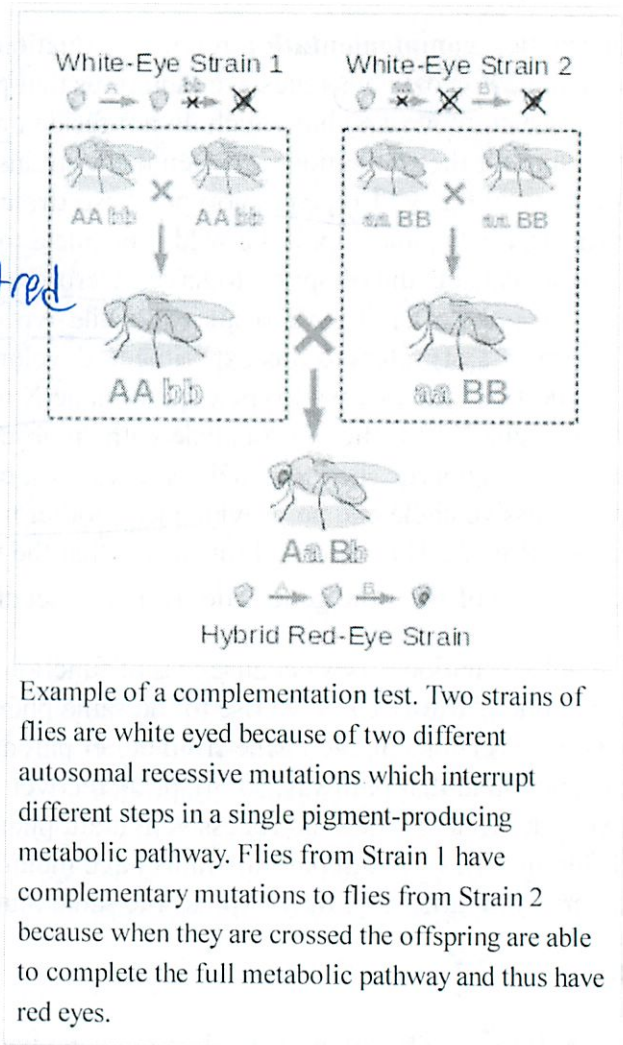 White-Eye Strain 1 White-Eye Strain 2
A bb aa B
AA bb AA bb aa BB aa BB
red
AA bb aa BB
Aa Bb
A B
Hybrid Red-Eye Strain
Example of a complementation test. Two strains of
flies are white eyed because of two different
autosomal recessive mutations which interrupt
different steps in a single pigment-producing
metabolic pathway. Flies from Strain 1 have
complementary mutations to flies from Strain 2
because when they are crossed the offspring are able
to complete the full metabolic pathway and thus have
red eyes.